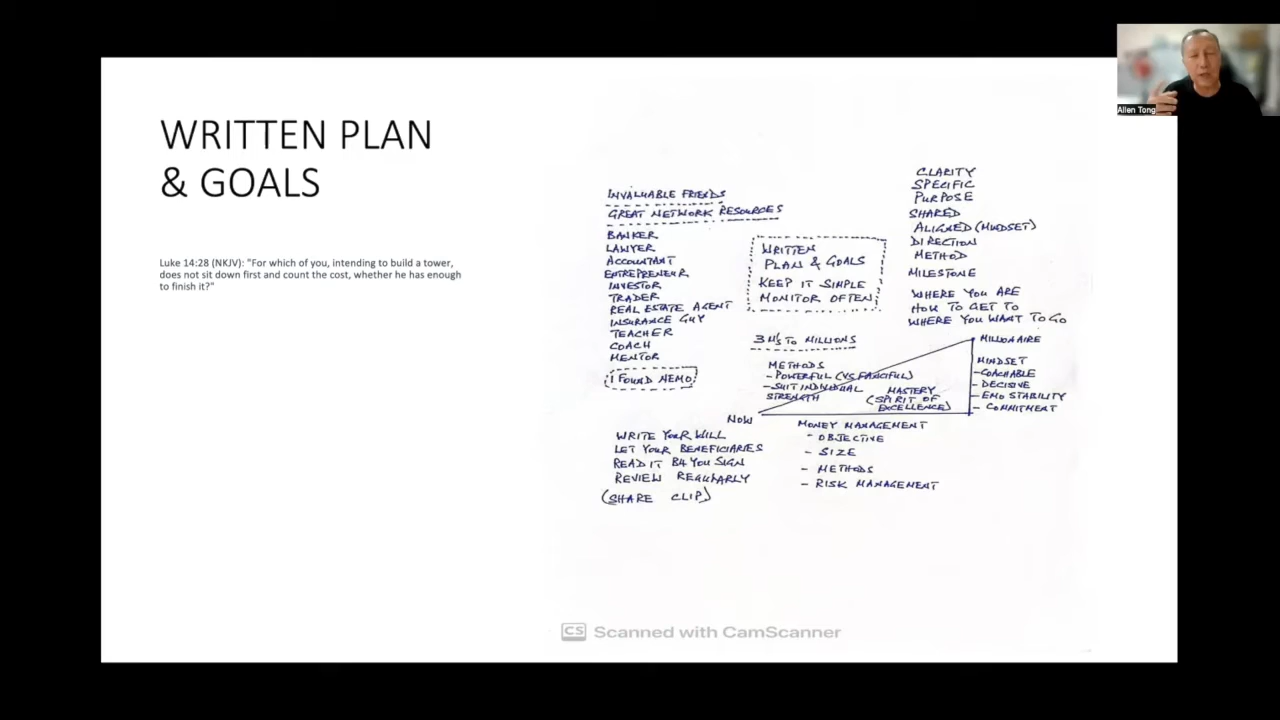 WRITTEN PLAN
& GOALS
Luke 14:28 (NKJV): "For which of you, intending to build a tower,
does not sit down first and count the cost, whether he has enough
to finish it?"
INVALUABLE FRIENDS
GREAT NETWORK RESOURCES
BANKER
LAWYER
ACCOUNTANT
ENTREPRENEUR
INVESTOR
TRADER
REAL ESTATE AGENT
INSURANCE GUY
TEACHER
COACH
MENTOR
I FOUND NEMO
WRITE YOUR WILL
LET YOUR BENEFICIARIES
READ IT B4 YOU SIGN
REVIEW REGULARLY
(SHARE CLIP)
WRITTEN
PLAN & GOALS
KEEP IT SIMPLE
MONITOR OFTEN
3 M's TO MILLIONS
METHODS
- POWERFUL (VS FANCIFUL)
- SUIT INDIVIDUAL
STRENGTH
MASTERY
(SPIRIT OF
EXCELLENCE)
NOW
MONEY MANAGEMENT
- OBJECTIVE
- SIZE
- METHODS
- RISK MANAGEMENT
CLARITY
SPECIFIC
PURPOSE
SHARED
ALIGNED (MINDSET)
DIRECTION
METHOD
MILESTONE
WHERE YOU ARE
HOW TO GET TO
WHERE YOU WANT TO GO
MILLIONAIRE
MINDSET
- COACHABLE
- DECISIVE
- EMO STABILITY
- COMMITMENT
CS Scanned with CamScanner
Allen Tong